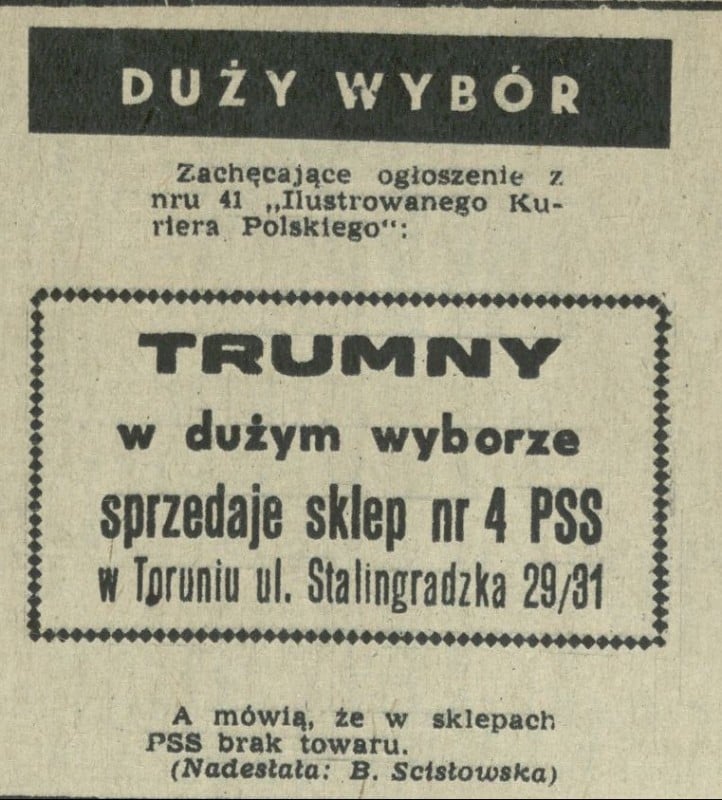 DUŻY WYBÓR
Zachęcające ogłoszenie z
nru 41 „Ilustrowanego Ku-
riera Polskiego":
TRUMNY
w dużym wyborze
sprzedaje sklep nr 4 PSS
w Toruniu ul. Stalingradzka 29/31
A mówią, że w sklepach
PSS brak towaru.
(Nadesłała: B. Scisłowska)